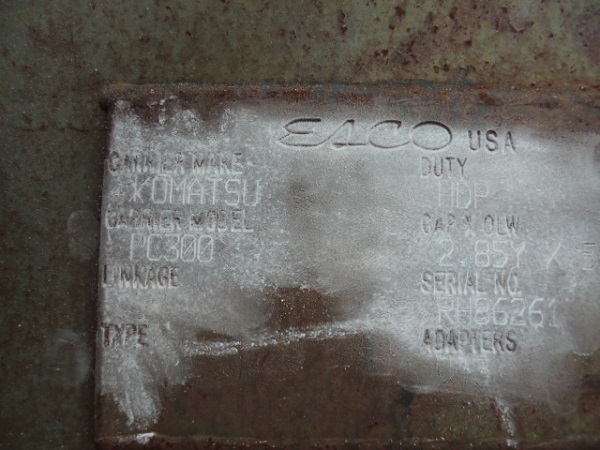 ESCO USA
CARRIER MAKE DUTY
KOMATSU HDP
CARRIER MODEL CAP X OLW
PC300 2.85Y X
LINKAGE SERIAL NO.
RH86261
TYPE ADAPTERS